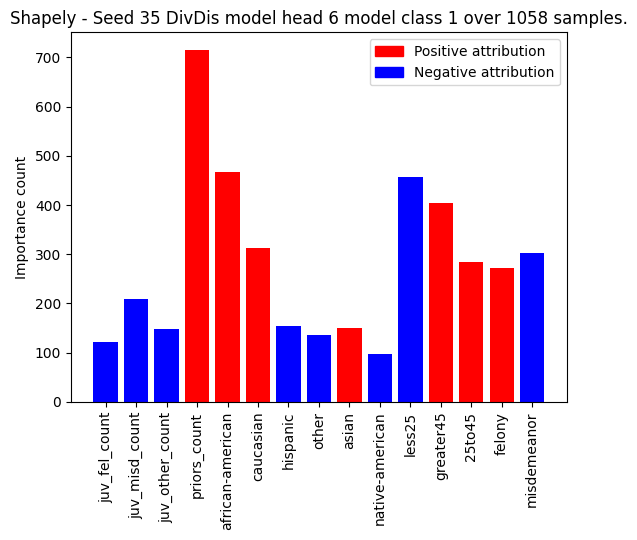 Shapely - Seed 35 DivDis model head 6 model class 1 over 1058 samples.
Positive attribution
Negative attribution
Importance count
700
600
500
400
300
200
100
0
juv_fel_count
juv_misd_count
juv_other_count
priors_count
african-american
caucasian
hispanic
other
asian
native-american
less25
greater45
25to45
felony
misdemeanor